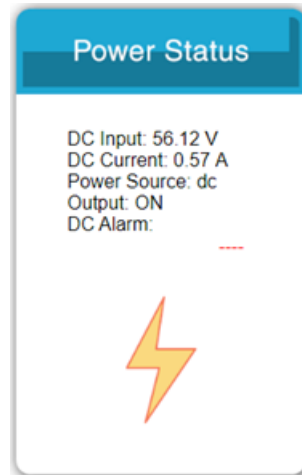 Power Status
DC Input: 56.12 V
DC Current: 0.57 A
Power Source: dc
Output: ON
DC Alarm:
----